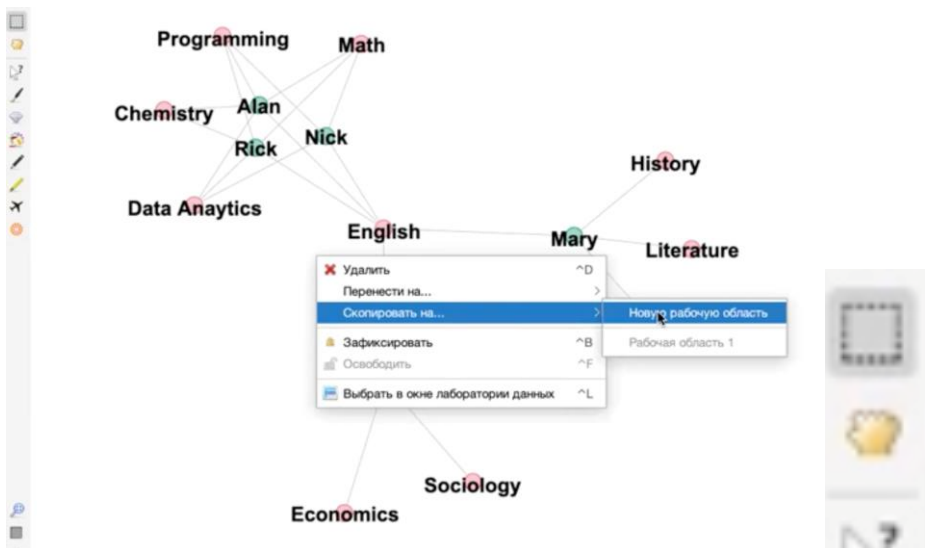 Programming
Math
Chemistry
Alan
Nick
Rick
History
Data Anaytics
English
Mary
Literature
Удалить ^D
Перенести на... >
Скопировать на... >
Новую рабочую область
Зафиксировать ^B
Рабочая область 1
Освободить ^F
Выбрать в окне лаборатории данных ^L
Sociology
Economics